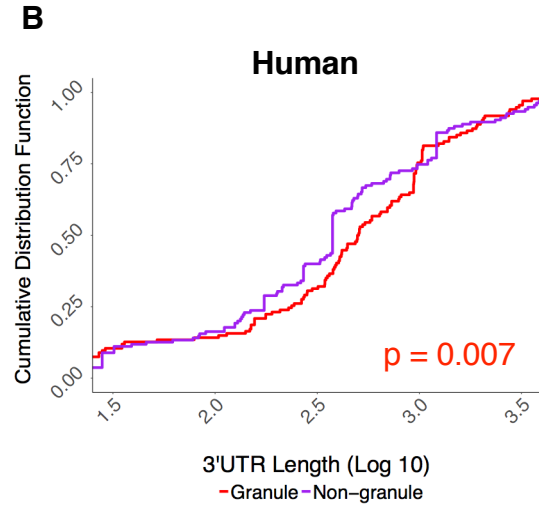 B
Human
Cumulative Distribution Function
1.00
0.75
0.50
0.25
0.00
p = 0.007
1.5 2.0 2.5 3.0 3.5
3'UTR Length (Log 10)
Granule Non-granule